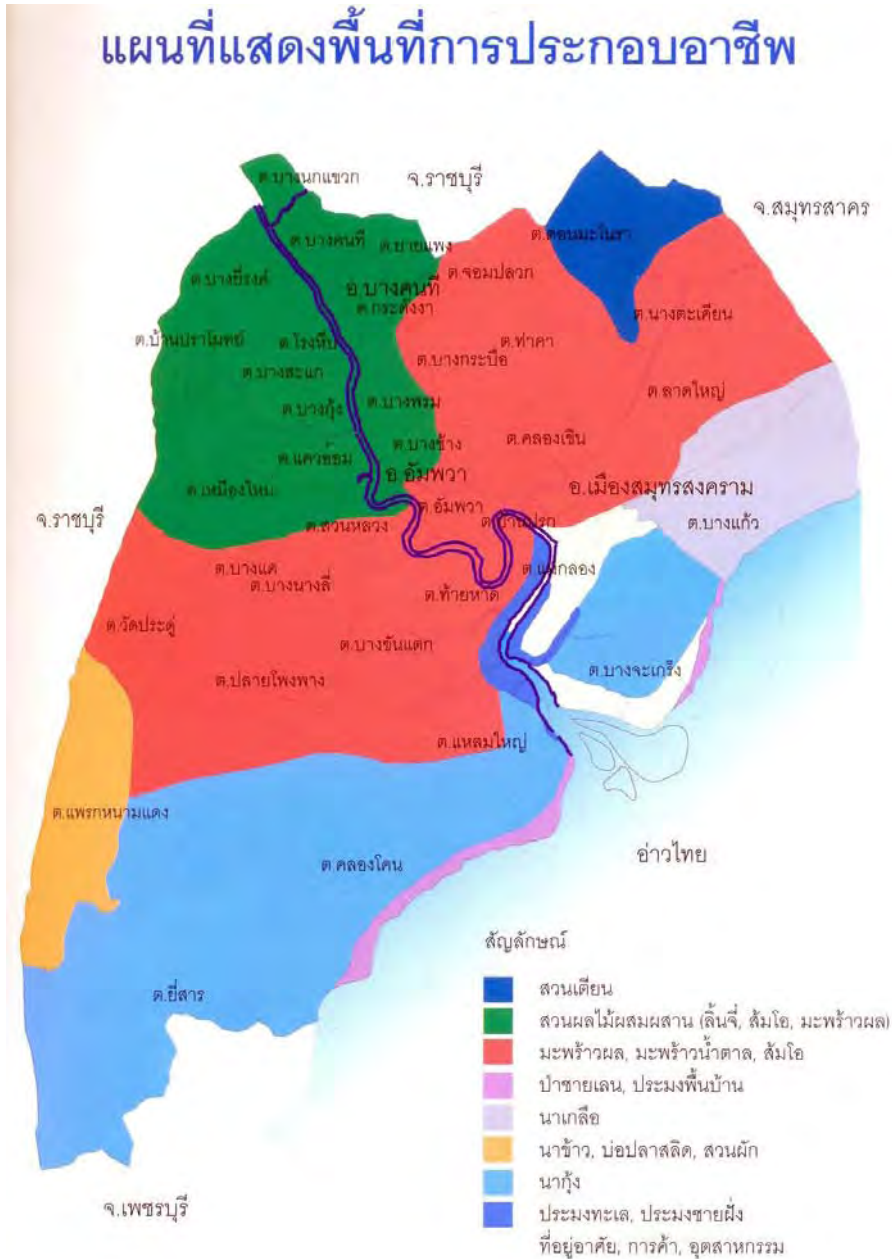 แผนที่แสดงพื้นที่การประกอบอาชีพ
ต.บางนกแขวก
จ.ราชบุรี
จ.สมุทรสาคร
ต.บางคนที
ต.ยายแพง
ต.ดอนมะโนรา
ต.จอมปลวก
ต.บางยี่รงค์
อ.บางคนที
ต.กระดังงา
ต.นางตะเคียน
ต.บ้านปราโมทย์
ต.โรงหีบ
ต.ท่าคา
ต.บางกระบือ
ต.บางสะแก
ต.ลาดใหญ่
ต.บางกุ้ง
ต.บางพรม
ต.บางช้าง
ต.คลองเขิน
ต.แควอ้อม
อ.อัมพวา
ต.เหมืองใหม่
อ.เมืองสมุทรสงคราม
จ.ราชบุรี
ต.อัมพวา
ต.สวนหลวง
ต.บ้านปรก
ต.บางแก้ว
ต.บางแค
ต.บางนางลี่
ต.แม่กลอง
ต.ท้ายหาด
ต.วัดประดู่
ต.บางขันแตก
ต.บางจะเกร็ง
ต.ปลายโพงพาง
ต.แหลมใหญ่
ต.แพรกหนามแดง
ต.คลองโคน
อ่าวไทย
ต.ยี่สาร
จ.เพชรบุรี
สัญลักษณ์
สวนเตียน
สวนผลไม้ผสมผสาน (ลิ้นจี่, ส้มโอ, มะพร้าวผล)
มะพร้าวผล, มะพร้าวน้ำตาล, ส้มโอ
ป่าชายเลน, ประมงพื้นบ้าน
นาเกลือ
นาข้าว, บ่อปลาสลิด, สวนผัก
นากุ้ง
ประมงทะเล, ประมงชายฝั่ง
ที่อยู่อาศัย, การค้า, อุตสาหกรรม